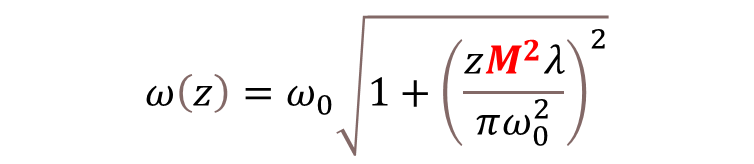 ω(z) = ω₀ √(1 + (zM²λ / πω₀²)²)